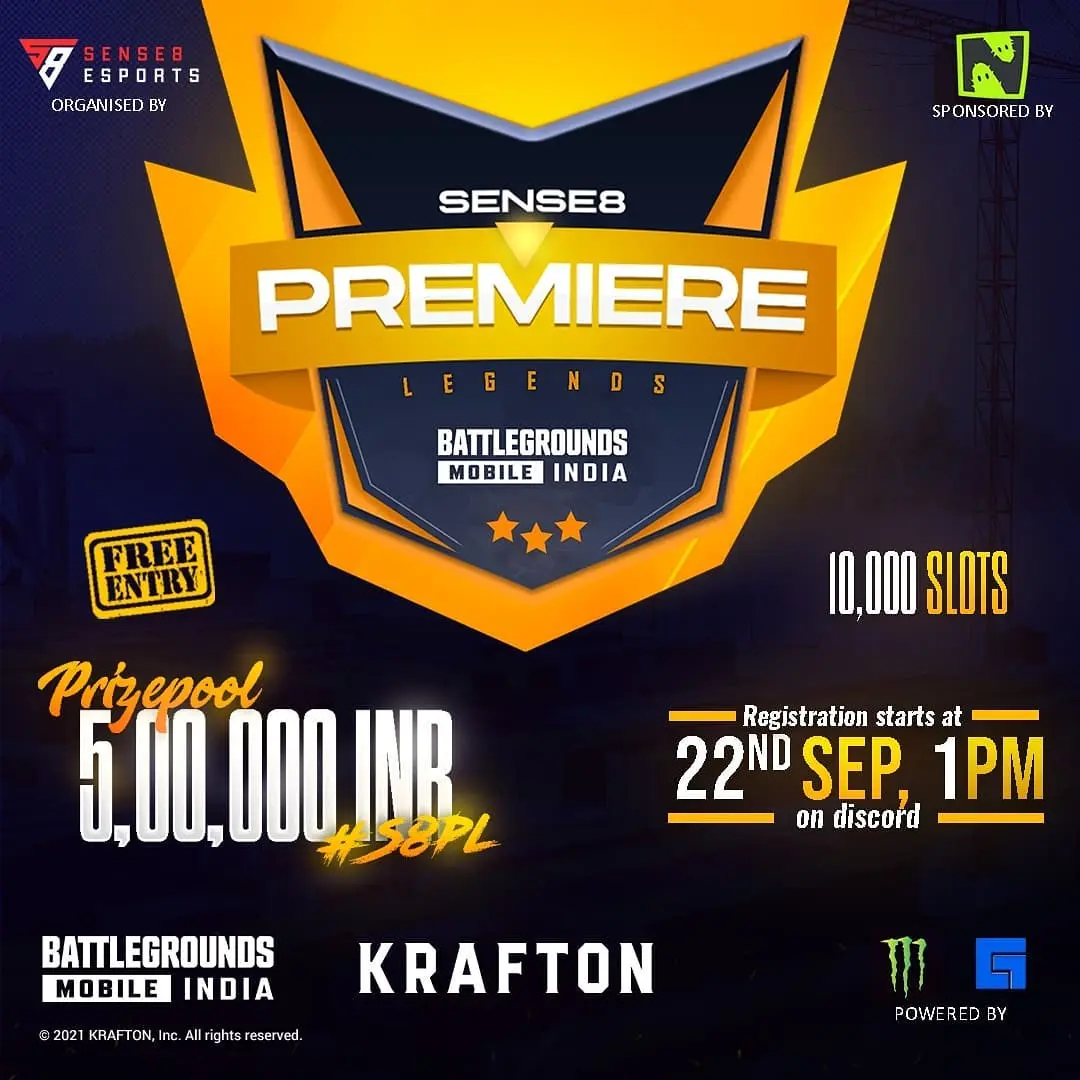 SENSE8
ESPORTS
ORGANISED BY
SPONSORED BY
SENSE8
PREMIERE
LEGENDS
BATTLEGROUNDS
MOBILE INDIA
FREE
ENTRY
10,000 SLOTS
Prizepool
5,00,000 INR
#S8PL
Registration starts at
22ND SEP, 1PM
on discord
BATTLEGROUNDS
MOBILE INDIA
KRAFTON
POWERED BY
© 2021 KRAFTON, Inc. All rights reserved.